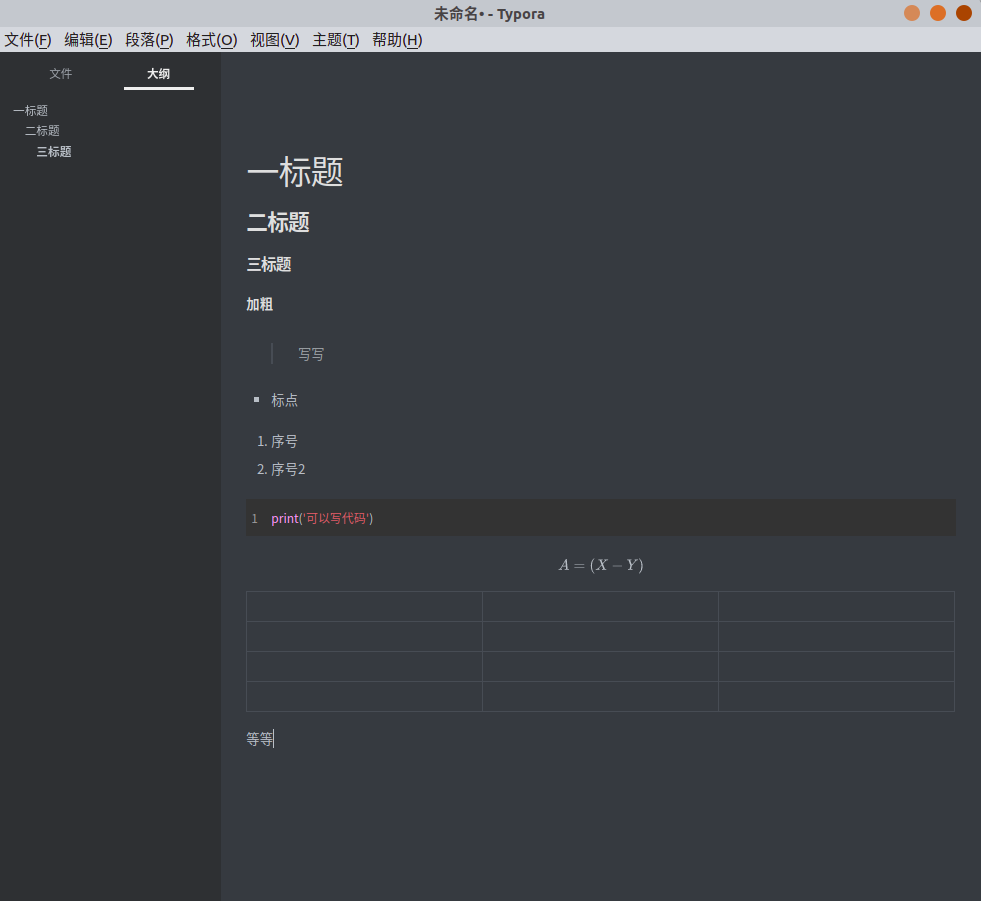 未命名• - Typora
文件(F) 编辑(E) 段落(P) 格式(O) 视图(V) 主题(T) 帮助(H)
文件 大纲
一标题
二标题
三标题
一标题
二标题
三标题
加粗
写写
标点
1. 序号
2. 序号2
1 print('可以写代码')
A = (X − Y)
等等